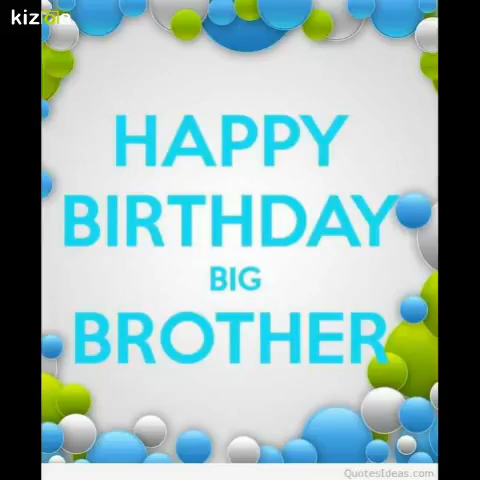 kizoa
HAPPY
BIRTHDAY
BIG
BROTHER
QuotesIdeas.com